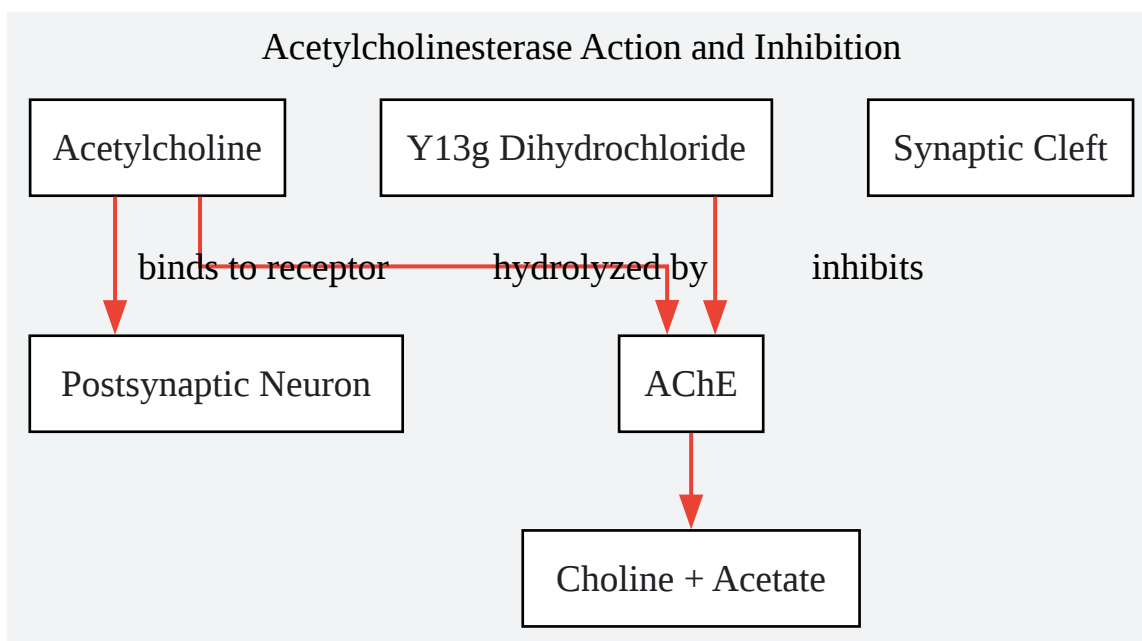 Acetylcholinesterase Action and Inhibition
Acetylcholine
Y13g Dihydrochloride
Synaptic Cleft
binds to receptor
hydrolyzed by
inhibits
Postsynaptic Neuron
AChE
Choline + Acetate